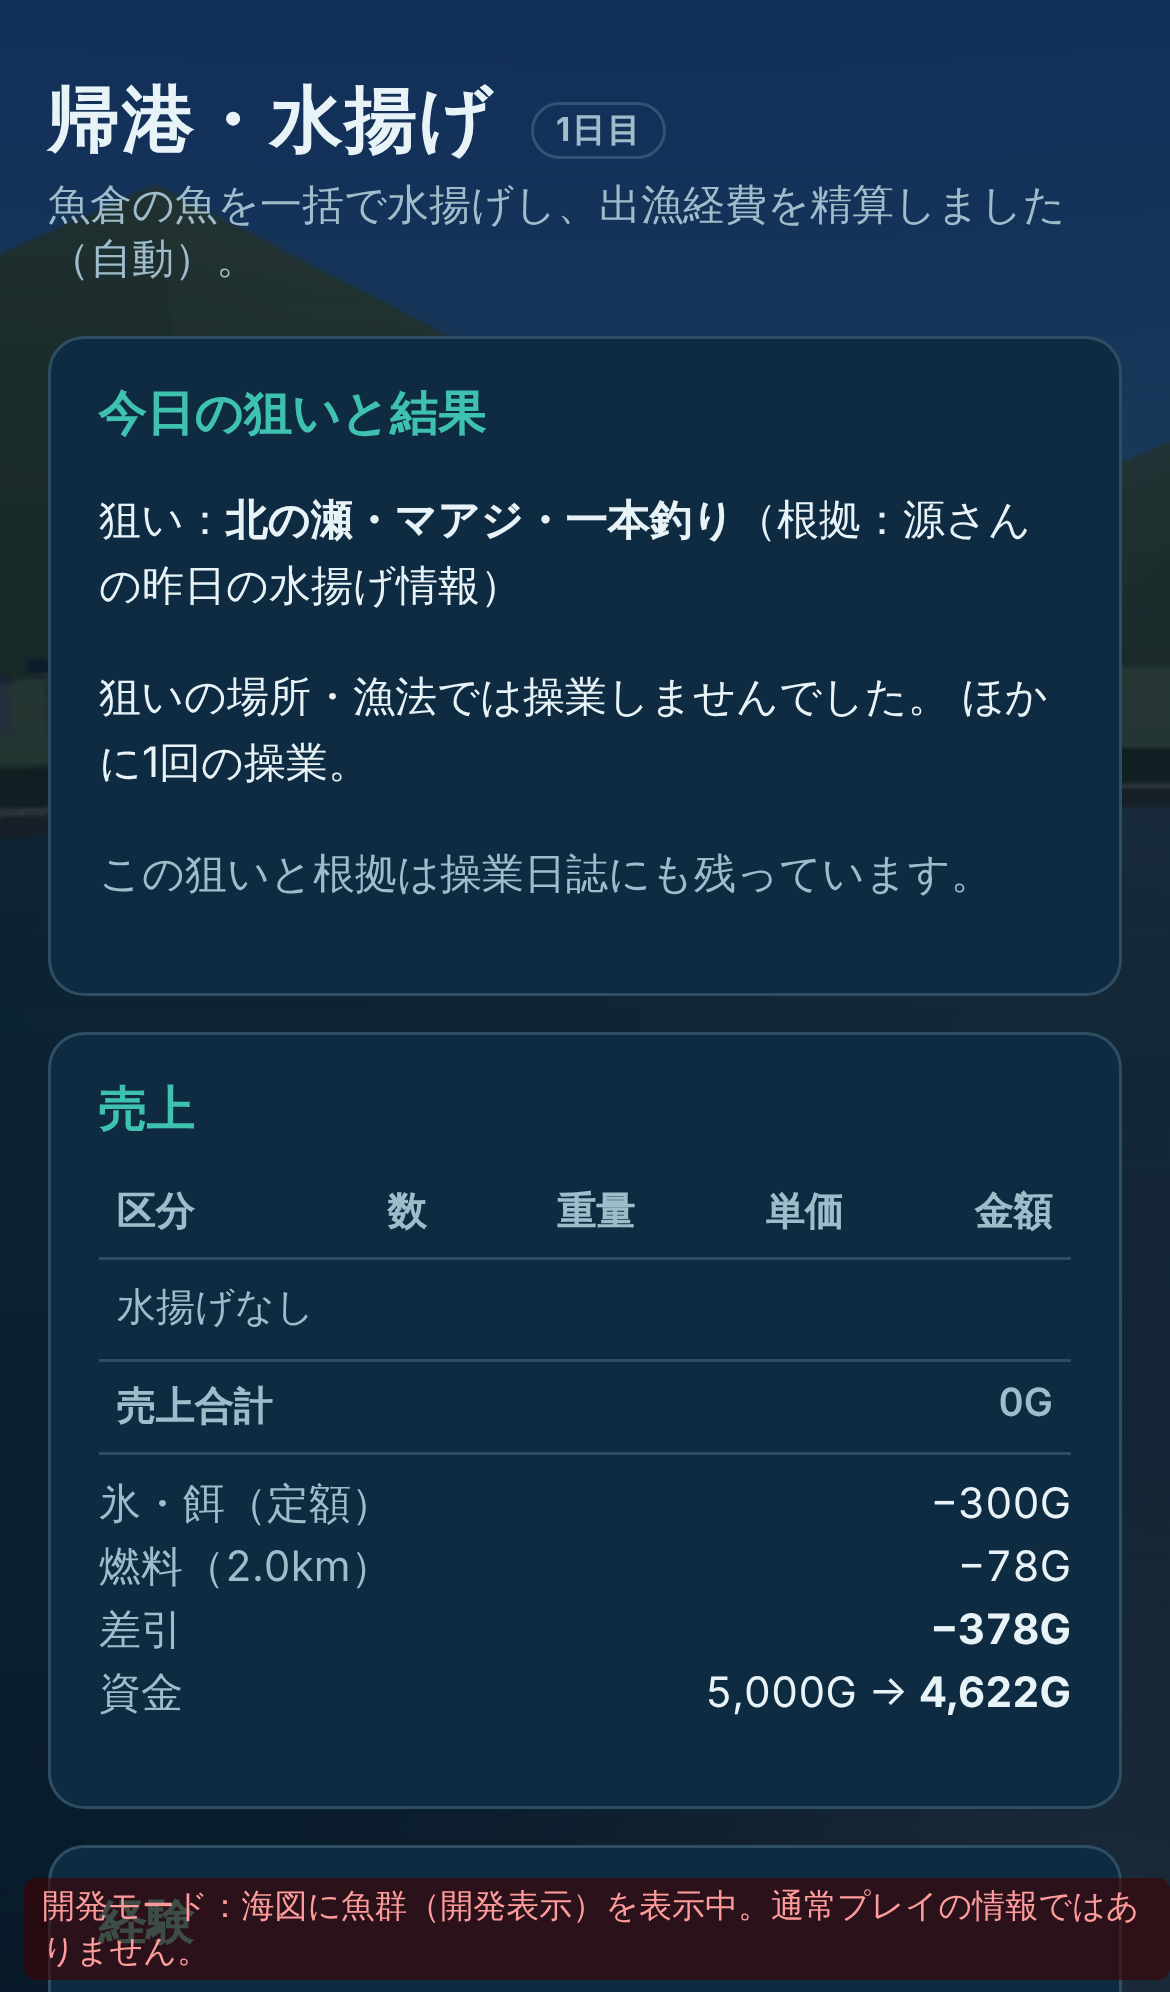 帰港・水揚げ 1日目
魚倉の魚を一括で水揚げし、出漁経費を精算しました
（自動）。
今日の狙いと結果
狙い：北の瀬・マアジ・一本釣り（根拠：源さん
の昨日の水揚げ情報）
狙いの場所・漁法では操業しませんでした。 ほか
に1回の操業。
この狙いと根拠は操業日誌にも残っています。
売上
区分 数 重量 単価 金額
水揚げなし
売上合計 0G
氷・餌（定額） −300G
燃料（2.0km） −78G
差引 −378G
資金 5,000G → 4,622G
経験
開発モード：海図に魚群（開発表示）を表示中。通常プレイの情報ではあ
りません。